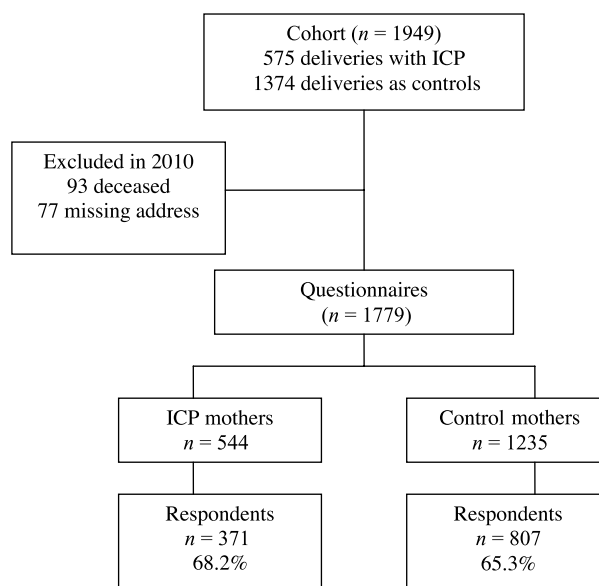 Cohort (n = 1949)
575 deliveries with ICP
1374 deliveries as controls
Excluded in 2010
93 deceased
77 missing address
Questionnaires
(n = 1779)
ICP mothers
n = 544
Control mothers
n = 1235
Respondents
n = 371
68.2%
Respondents
n = 807
65.3%